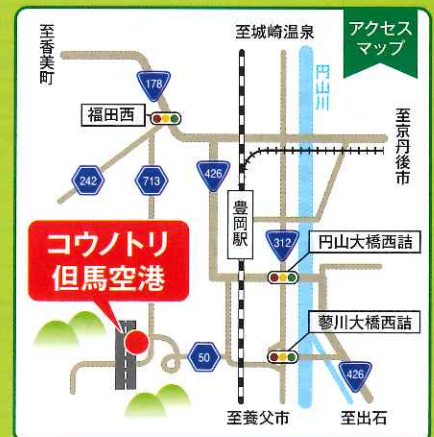 アクセス
マップ
至香美町
至城崎温泉
円山川
至京丹後市
178
福田西
242
713
426
豊岡駅
312
円山大橋西詰
コウノトリ
但馬空港
蓼川大橋西詰
50
426
至養父市
至出石